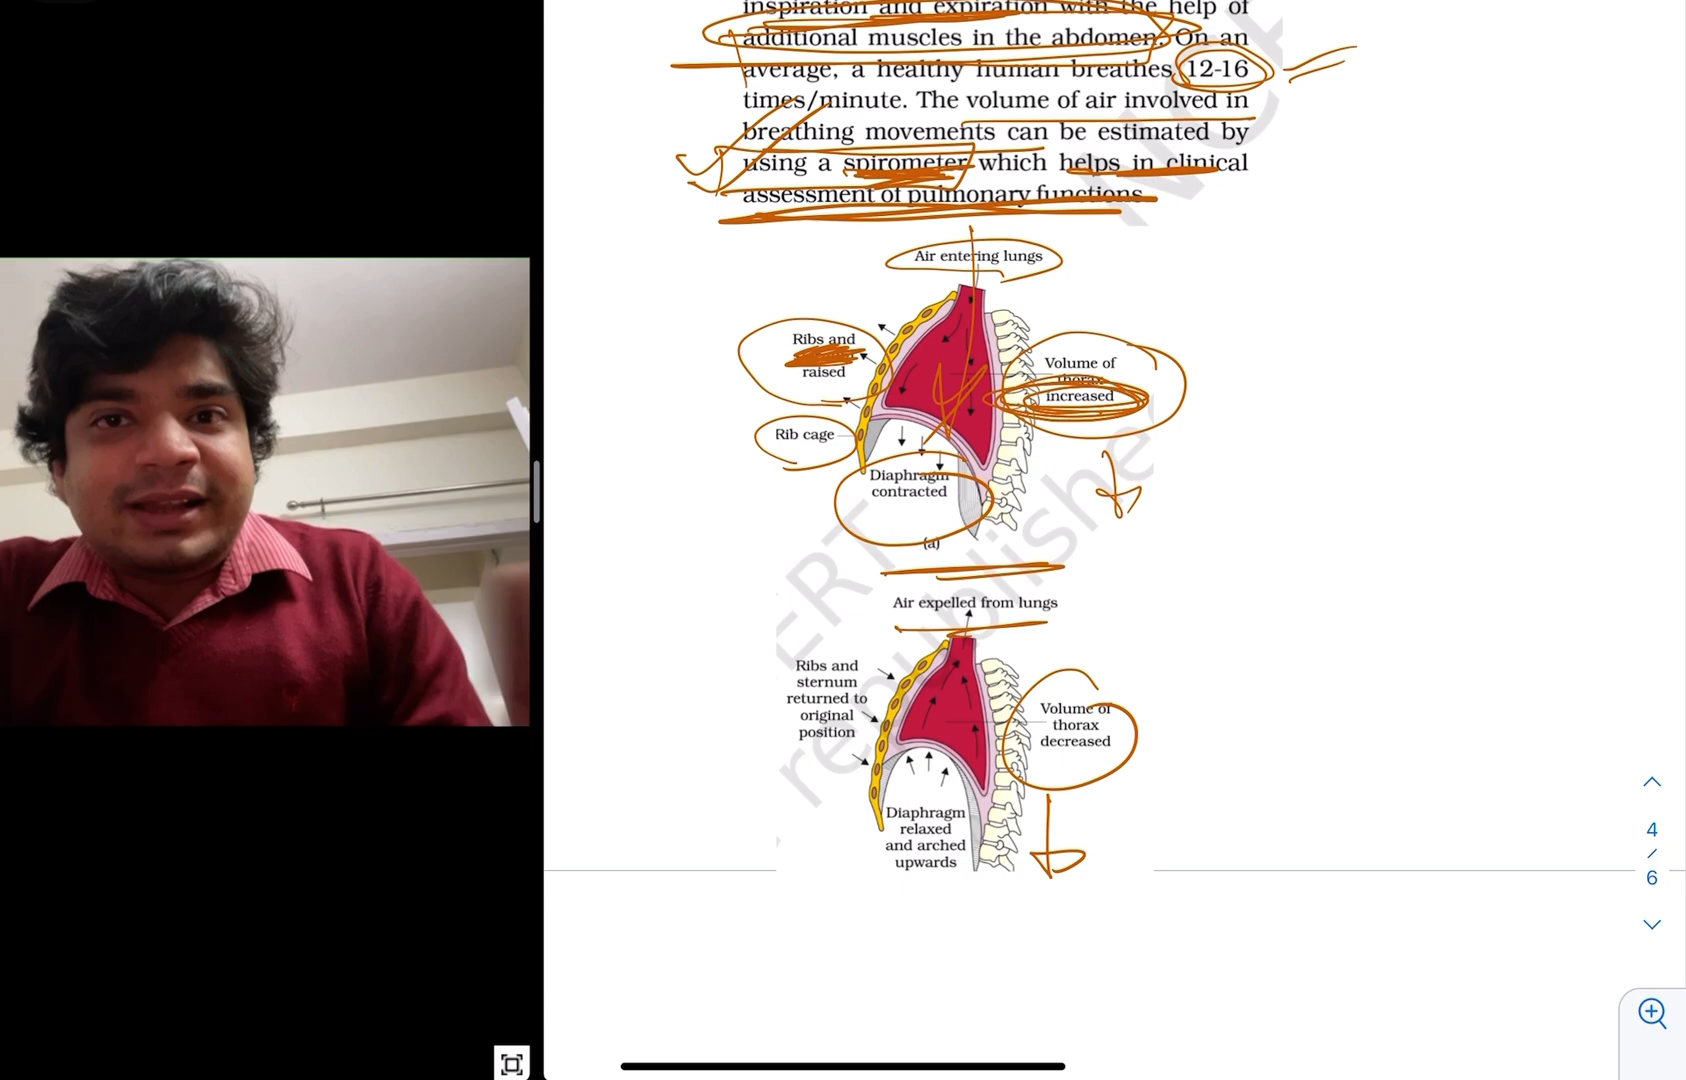 inspiration and expiration with the help of
additional muscles in the abdomen. On an
average, a healthy human breathes 12-16
times/minute. The volume of air involved in
breathing movements can be estimated by
using a spirometer which helps in clinical
assessment of pulmonary functions.
Air entering lungs
Ribs and
raised
Volume of
thorax
increased
Rib cage
Diaphragm
contracted
(a)
Air expelled from lungs
Ribs and
sternum
returned to
original
position
Volume of
thorax
decreased
Diaphragm
relaxed
and arched
upwards
4
/
6